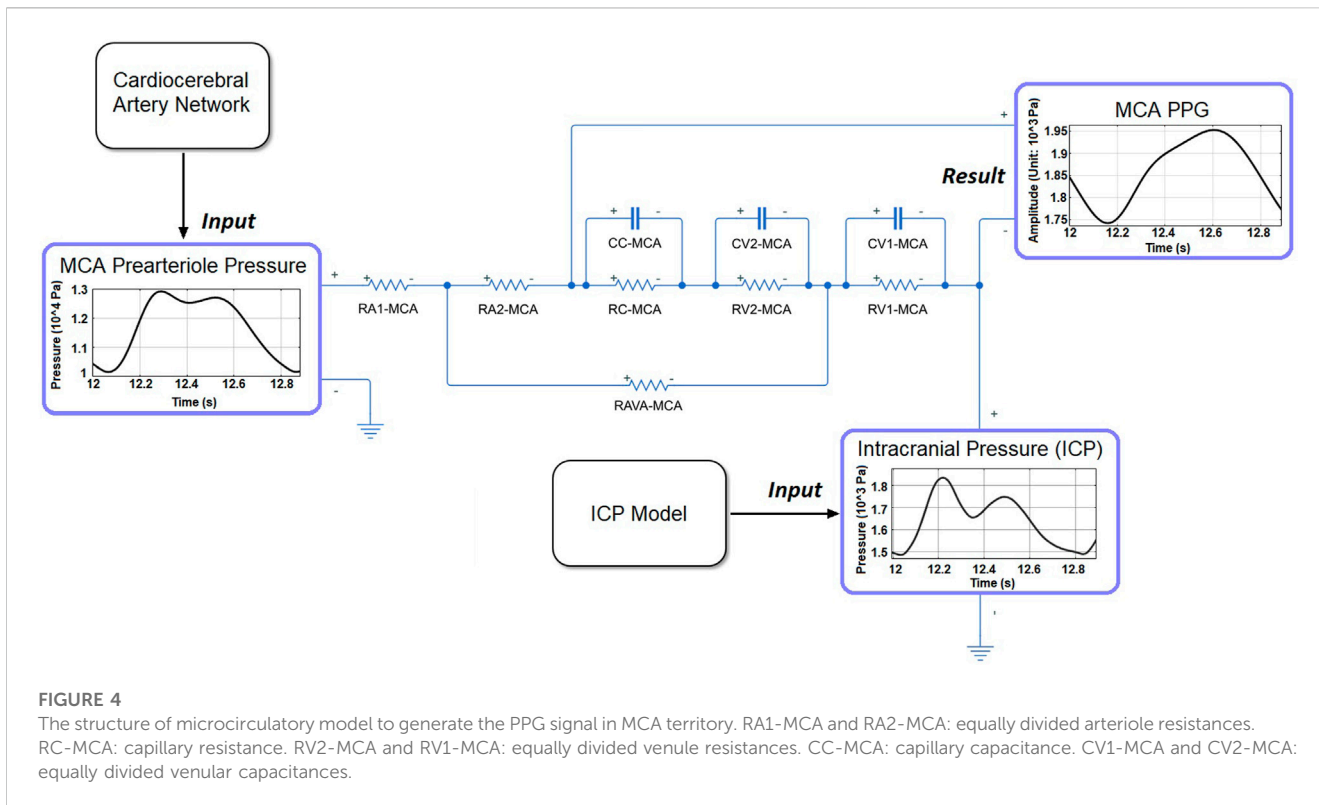 Cardiocerebral
Artery Network
Input
MCA Prearteriole Pressure
Pressure (10^4 Pa)
1.3
1.2
1.1
1
12 12.2 12.4 12.6 12.8
Time (s)
+
-
+ -
RA1-MCA
+ -
RA2-MCA
+ -
CC-MCA
+ -
RC-MCA
+ -
CV2-MCA
+ -
RV2-MCA
+ -
CV1-MCA
+ -
RV1-MCA
+ -
RAVA-MCA
+
-
Result
MCA PPG
Amplitude (Unit: 10^3 Pa)
1.95
1.9
1.85
1.8
1.75
12 12.2 12.4 12.6 12.8
Time (s)
ICP Model
Input
+
Intracranial Pressure (ICP)
Pressure (10^3 Pa)
1.8
1.7
1.6
1.5
12 12.2 12.4 12.6 12.8
Time (s)
-
FIGURE 4
The structure of microcirculatory model to generate the PPG signal in MCA territory. RA1-MCA and RA2-MCA: equally divided arteriole resistances.
RC-MCA: capillary resistance. RV2-MCA and RV1-MCA: equally divided venule resistances. CC-MCA: capillary capacitance. CV1-MCA and CV2-MCA:
equally divided venular capacitances.